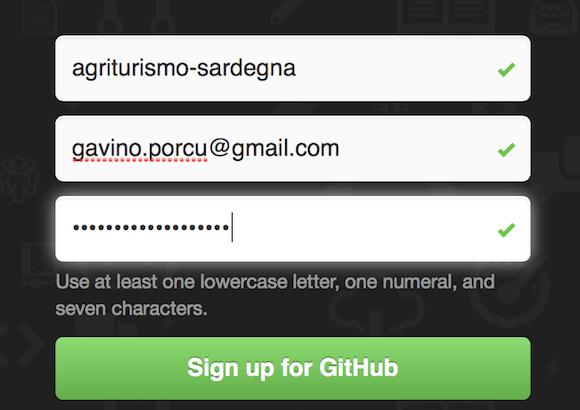 agriturismo-sardegna
gavino.porcu@gmail.com
•••••••••••••••••••
Use at least one lowercase letter, one numeral, and
seven characters.
Sign up for GitHub